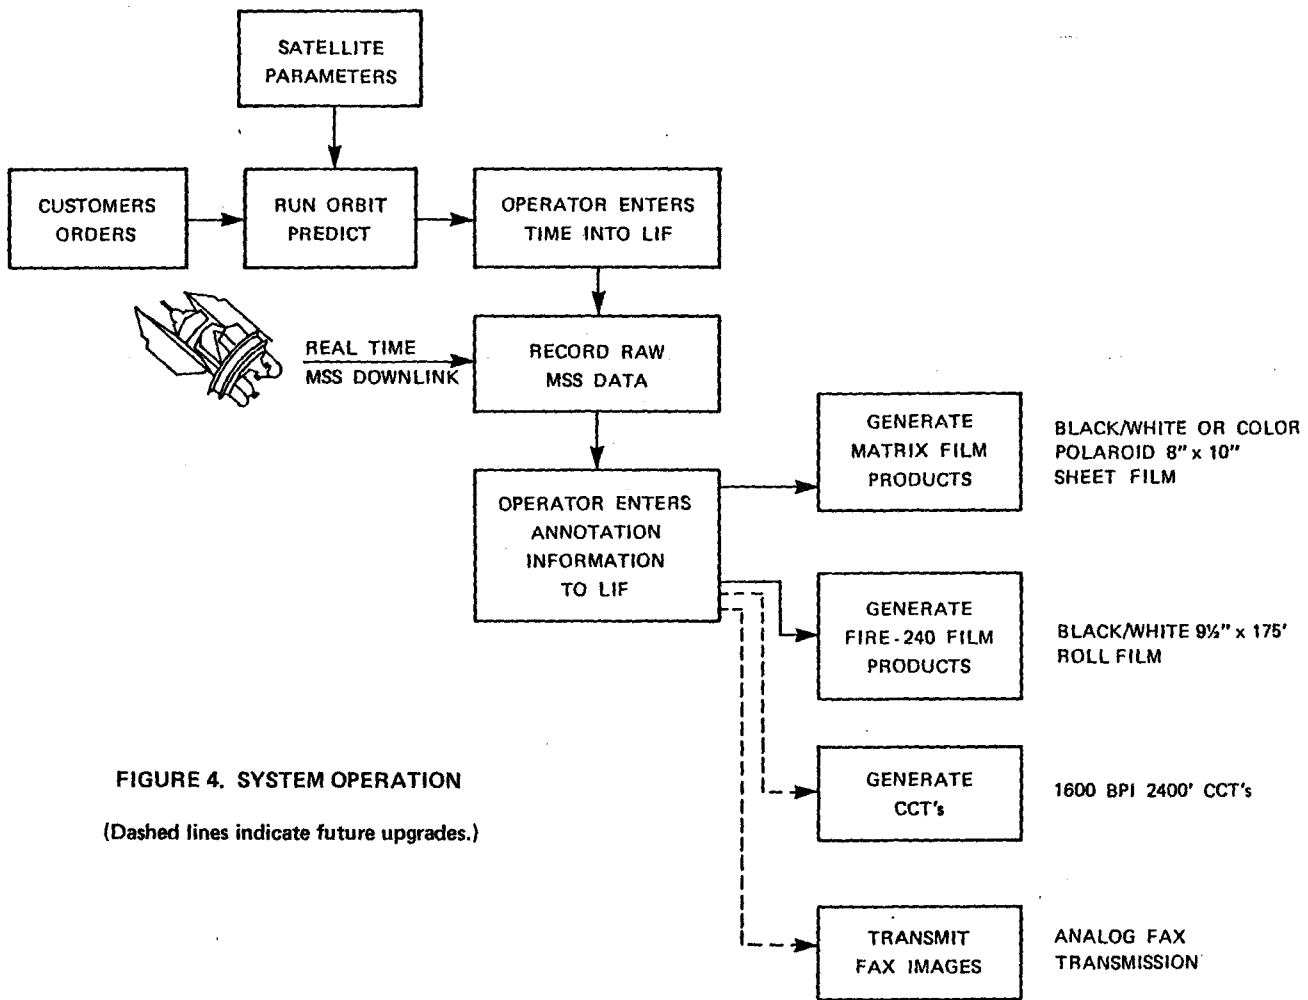 SATELLITE
PARAMETERS
CUSTOMERS
ORDERS
RUN ORBIT
PREDICT
OPERATOR ENTERS
TIME INTO LIF
REAL TIME
MSS DOWNLINK
RECORD RAW
MSS DATA
GENERATE
MATRIX FILM
PRODUCTS
BLACK/WHITE OR COLOR
POLAROID 8" x 10"
SHEET FILM
OPERATOR ENTERS
ANNOTATION
INFORMATION
TO LIF
GENERATE
FIRE-240 FILM
PRODUCTS
BLACK/WHITE 9½" x 175'
ROLL FILM
GENERATE
CCT's
1600 BPI 2400' CCT's
FIGURE 4. SYSTEM OPERATION
(Dashed lines indicate future upgrades.)
TRANSMIT
FAX IMAGES
ANALOG FAX
TRANSMISSION